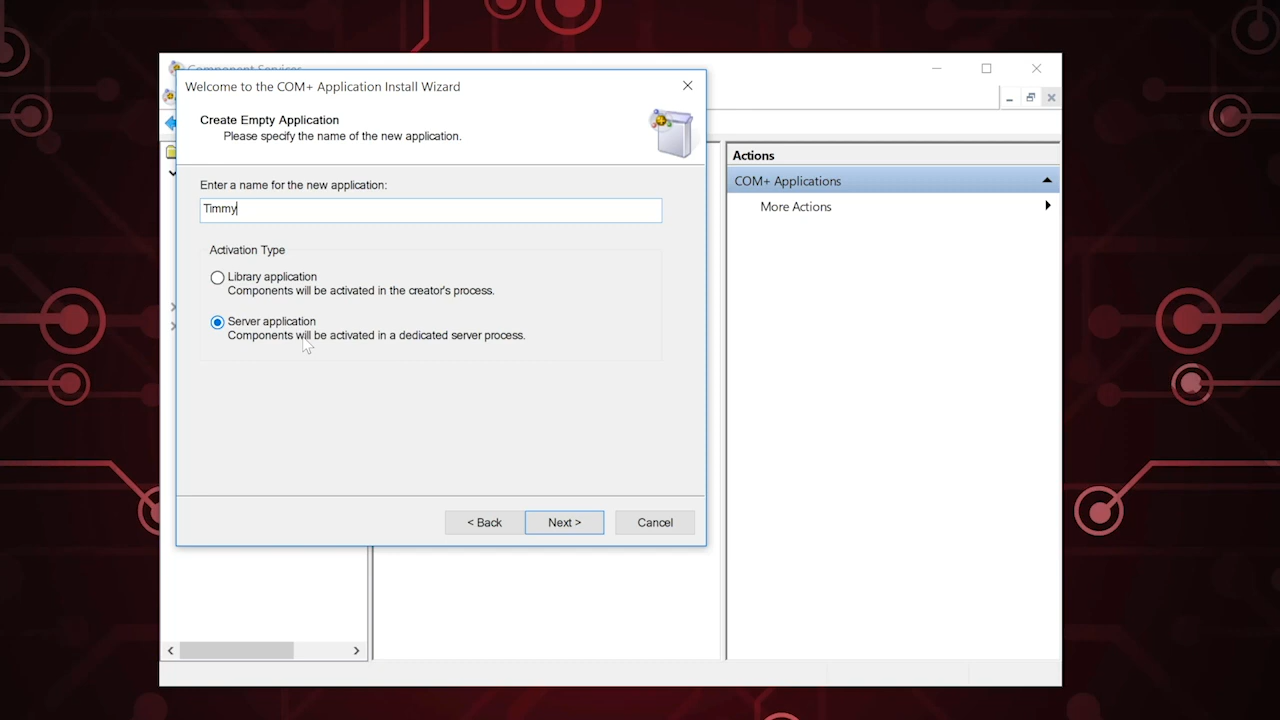 Component Services
Welcome to the COM+ Application Install Wizard
Create Empty Application
Please specify the name of the new application.
Enter a name for the new application:
Timmy
Activation Type
Library application
Components will be activated in the creator's process.
Server application
Components will be activated in a dedicated server process.
< Back
Next >
Cancel
Actions
COM+ Applications
More Actions